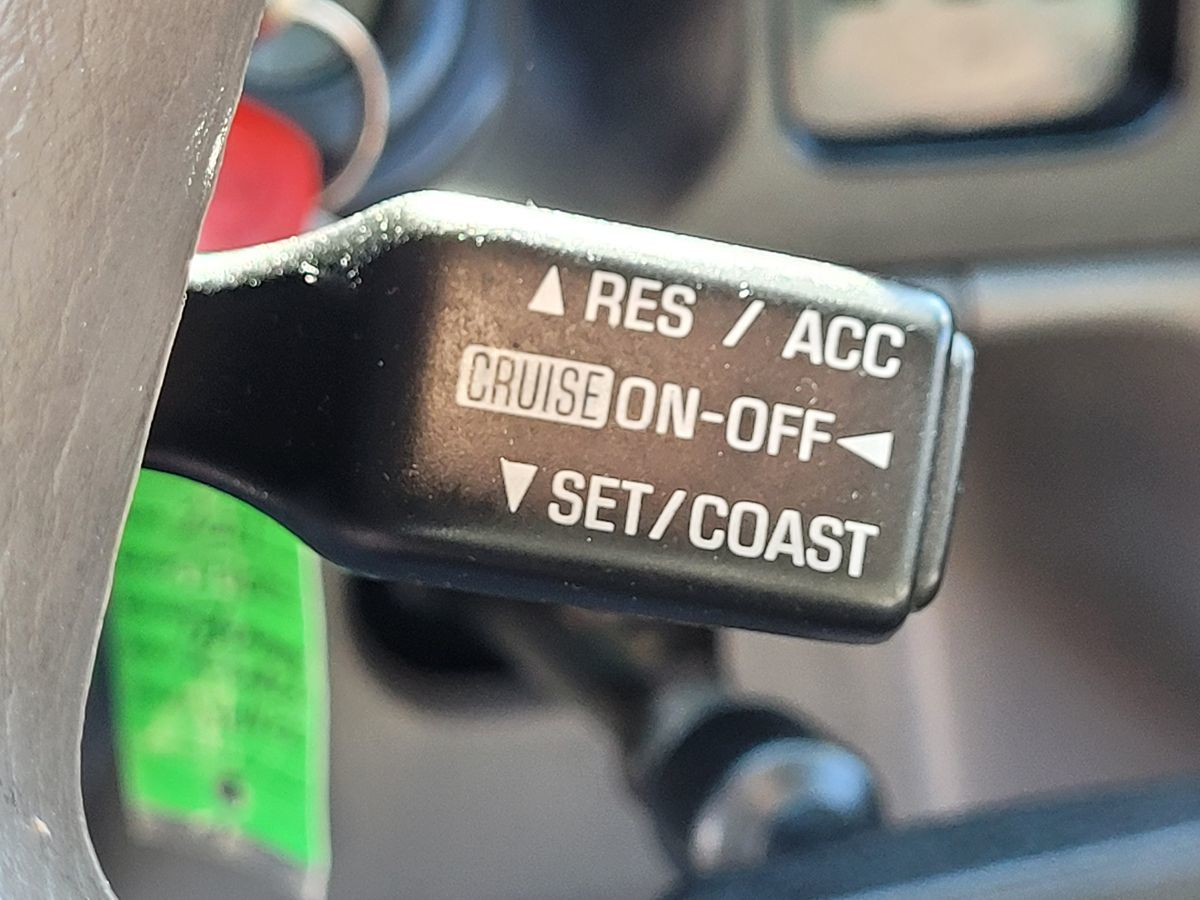 ▲ RES / ACC
CRUISE ON-OFF ◄
▼ SET/COAST